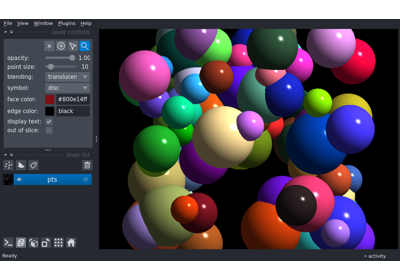 File View Window Plugins Help
layer controls
opacity: 1.00
point size: 10
blending: translucen
symbol: disc
face color: #800e14ff
edge color: black
display text:
out of slice:
layer list
pts
Ready activity